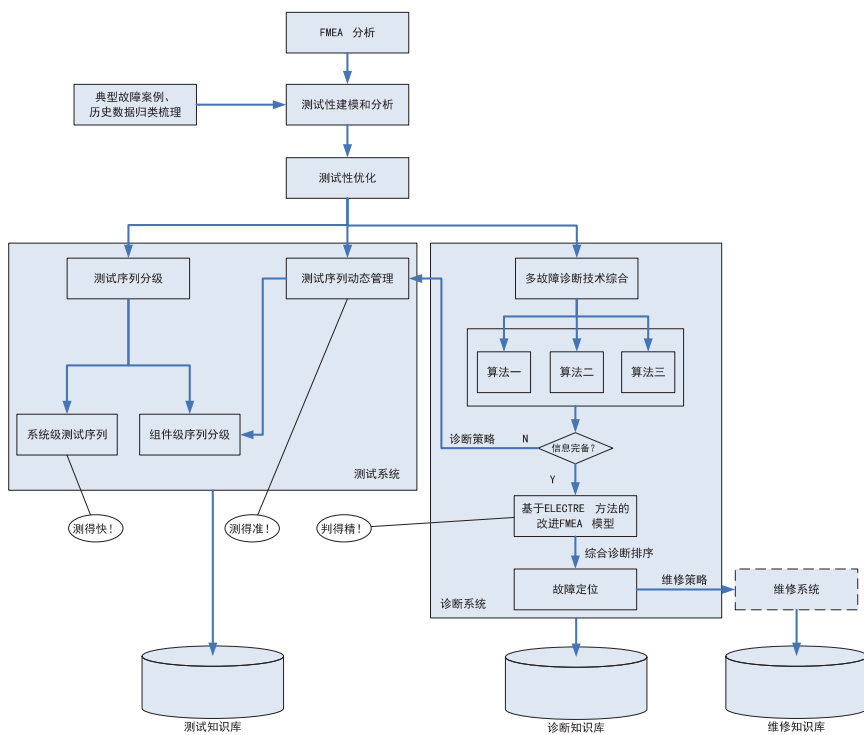 FMEA 分析
典型故障案例、
历史数据归类梳理
测试性建模和分析
测试性优化
测试序列分级
测试序列动态管理
多故障诊断技术综合
算法一
算法二
算法三
系统级测试序列
组件级序列分级
诊断策略
N
信息完备?
测试系统
Y
测得快!
测得准!
判得精!
基于ELECTRE 方法的
改进FMEA 模型
综合诊断排序
故障定位
诊断系统
维修策略
维修系统
测试知识库
诊断知识库
维修知识库